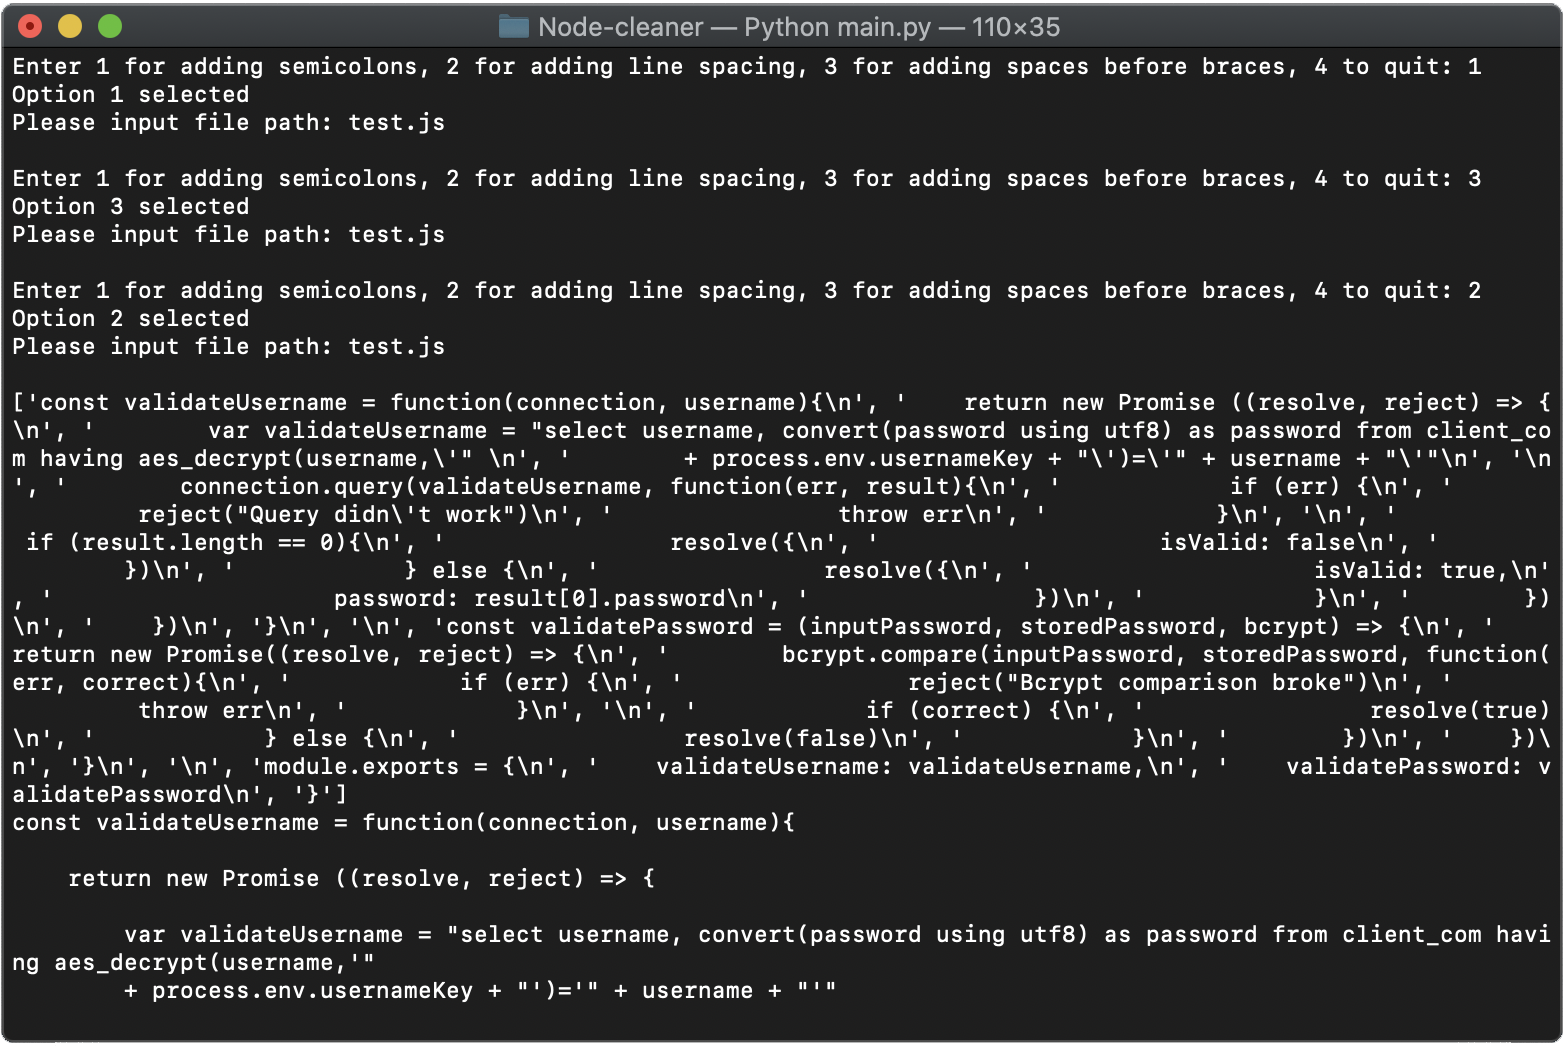 Node-cleaner — Python main.py — 110×35
Enter 1 for adding semicolons, 2 for adding line spacing, 3 for adding spaces before braces, 4 to quit: 1
Option 1 selected
Please input file path: test.js
Enter 1 for adding semicolons, 2 for adding line spacing, 3 for adding spaces before braces, 4 to quit: 3
Option 3 selected
Please input file path: test.js
Enter 1 for adding semicolons, 2 for adding line spacing, 3 for adding spaces before braces, 4 to quit: 2
Option 2 selected
Please input file path: test.js
['const validateUsername = function(connection, username){\n', '    return new Promise ((resolve, reject) => {
\n', '        var validateUsername = "select username, convert(password using utf8) as password from client_co
m having aes_decrypt(username,\'" \n', '        + process.env.usernameKey + "\')=\'" + username + "\'"\n', '\n
', '        connection.query(validateUsername, function(err, result){\n', '            if (err) {\n', '
         reject("Query didn\'t work")\n', '                throw err\n', '            }\n', '\n', '
 if (result.length == 0){\n', '                resolve({\n', '                    isValid: false\n', '
        })\n', '            } else {\n', '                resolve({\n', '                    isValid: true,\n'
, '                    password: result[0].password\n', '                })\n', '            }\n', '        })
\n', '    })\n', '}\n', '\n', 'const validatePassword = (inputPassword, storedPassword, bcrypt) => {\n', '
return new Promise((resolve, reject) => {\n', '        bcrypt.compare(inputPassword, storedPassword, function(
err, correct){\n', '            if (err) {\n', '                reject("Bcrypt comparison broke")\n', '
         throw err\n', '            }\n', '\n', '            if (correct) {\n', '                resolve(true)
\n', '            } else {\n', '                resolve(false)\n', '            }\n', '        })\n', '    })\
n', '}\n', '\n', 'module.exports = {\n', '    validateUsername: validateUsername,\n', '    validatePassword: v
alidatePassword\n', '}']
const validateUsername = function(connection, username){
    return new Promise ((resolve, reject) => {
        var validateUsername = "select username, convert(password using utf8) as password from client_com havi
ng aes_decrypt(username,'"
        + process.env.usernameKey + "')='" + username + "'"